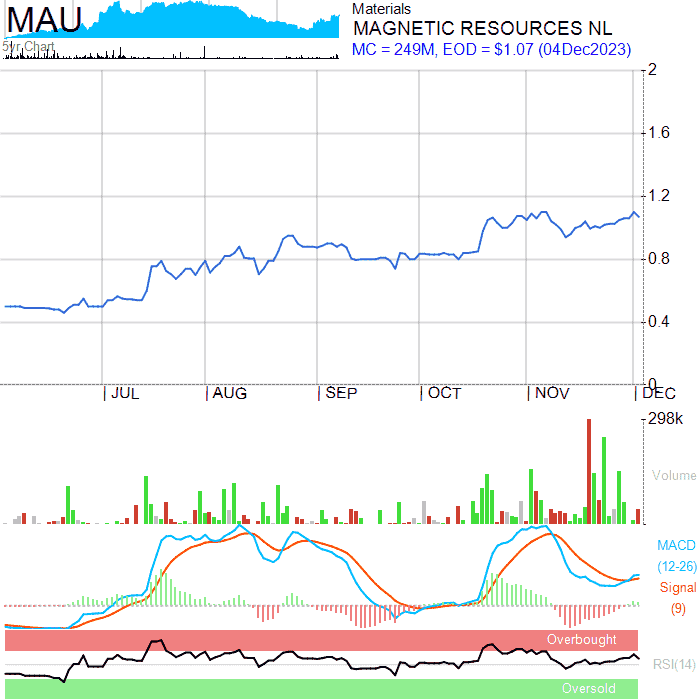 MAU
5yr Chart
Materials
MAGNETIC RESOURCES NL
MC = 249M, EOD = $1.07 (04Dec2023)
2
1.6
1.2
0.8
0.4
0
JUL AUG SEP OCT NOV DEC
298k
Volume
MACD
(12-26)
Signal
(9)
Overbought
RSI(14)
Oversold